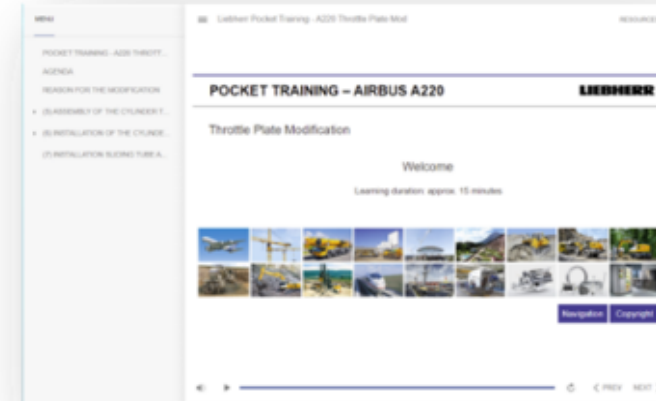 MENU
POCKET TRAINING - A220 THROTT...
AGENDA
REASON FOR THE MODIFICATION
(5) ASSEMBLY OF THE CYLINDER T...
(6) INSTALLATION OF THE CYLINDE...
(7) INSTALLATION SLIDING TUBE A...
Liebherr Pocket Training - A220 Throttle Plate Mod
RESOURCES
POCKET TRAINING – AIRBUS A220
LIEBHERR
Throttle Plate Modification
Welcome
Learning duration: approx. 15 minutes
Navigation
Copyright
< PREV
NEXT